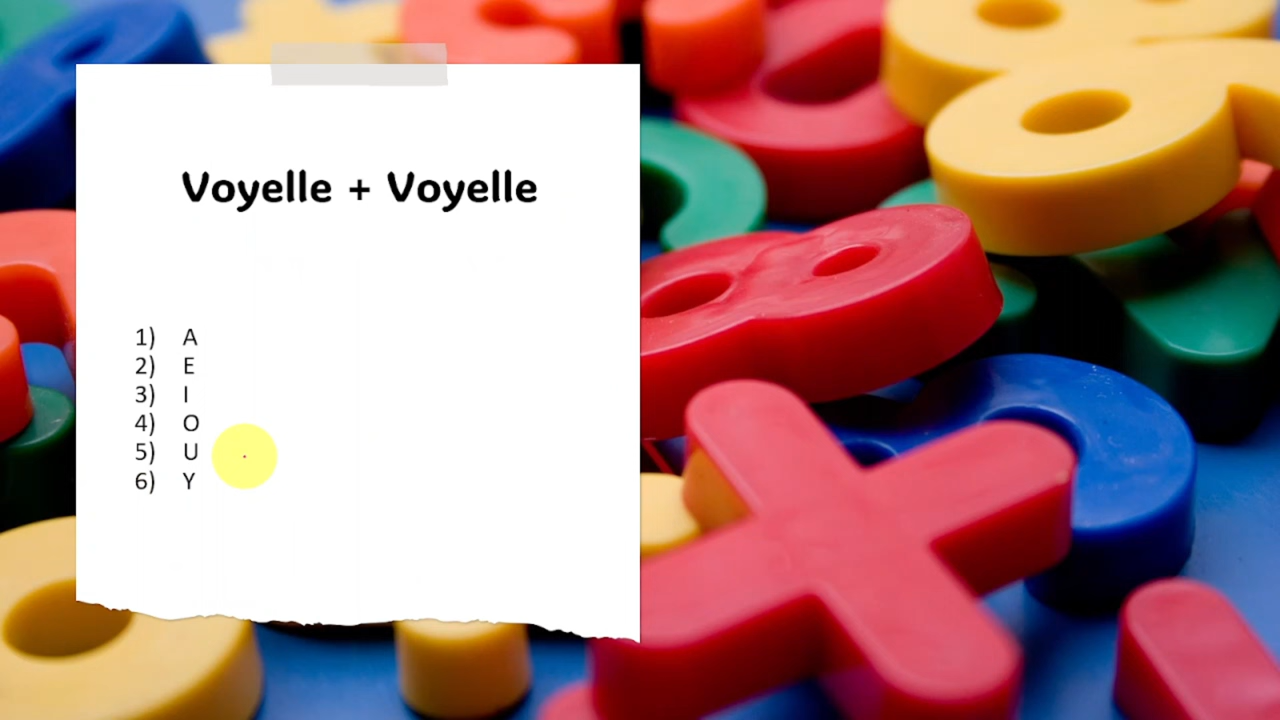 Voyelle + Voyelle
1) A
2) E
3) I
4) O
5) U
6) Y